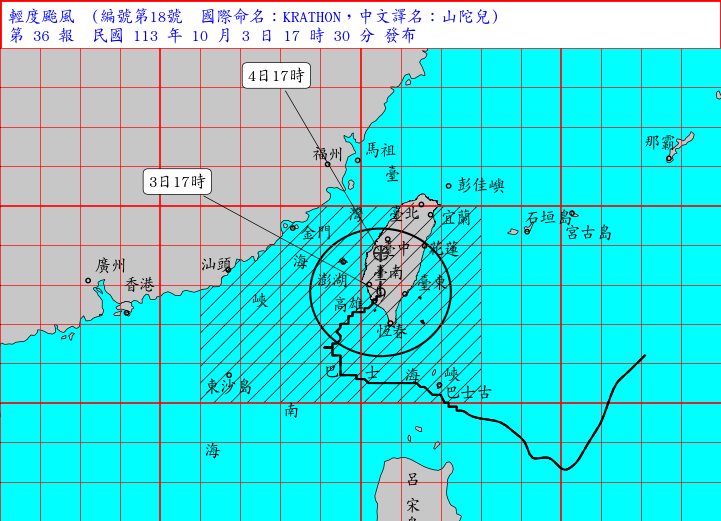 輕度颱風 (編號第18號 國際命名：KRATHON，中文譯名：山陀兒)
第 36 報 民國 113 年 10 月 3 日 17 時 30 分 發布
4日17時
福州
馬祖
那霸
臺
3日17時
彭佳嶼
灣
臺北
宜蘭
石垣島
宮古島
金門
臺中
花蓮
廣州
汕頭
海
澎湖
臺南
臺東
香港
峽
高雄
恆春
東沙島
巴
士
海
峽
巴士古
南
海
呂
宋